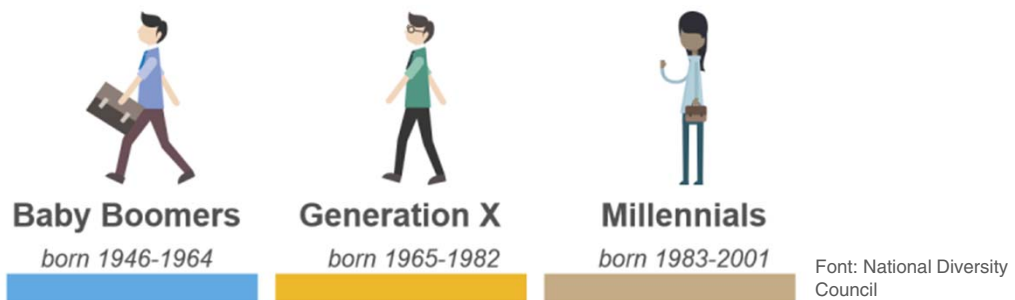 Baby Boomers
Generation X
Millennials
born 1946-1964
born 1965-1982
born 1983-2001
Font: National Diversity
Council